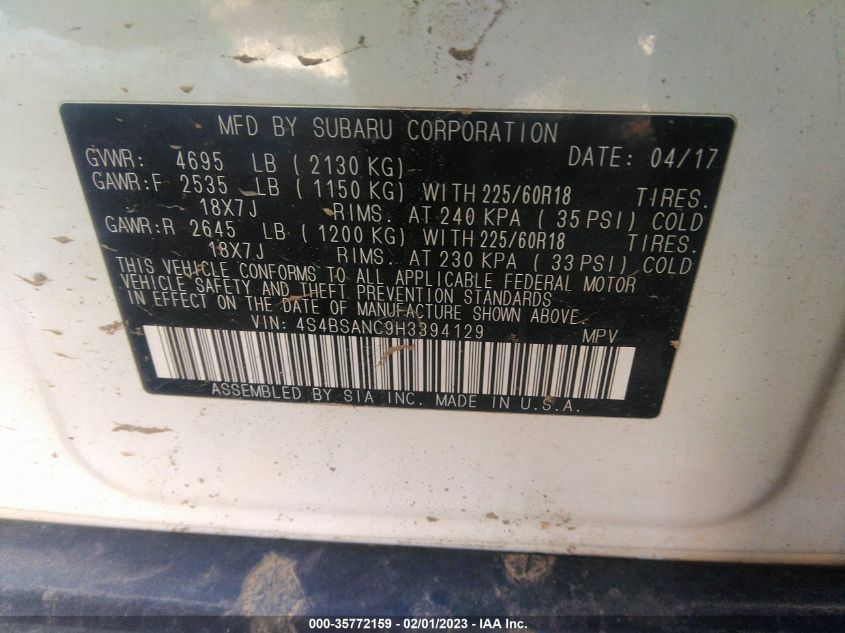 MFD BY SUBARU CORPORATION
GVWR: 4695 LB ( 2130 KG) DATE: 04/17
GAWR:F 2535 LB ( 1150 KG) WITH 225/60R18 TIRES.
18X7J RIMS. AT 240 KPA ( 35 PSI) COLD
GAWR:R 2645 LB ( 1200 KG) WITH 225/60R18 TIRES.
18X7J RIMS. AT 230 KPA ( 33 PSI) COLD
THIS VEHICLE CONFORMS TO ALL APPLICABLE FEDERAL MOTOR
VEHICLE SAFETY AND THEFT PREVENTION STANDARDS
IN EFFECT ON THE DATE OF MANUFACTURE SHOWN ABOVE.
VIN: 4S4BSANC9H3394129 MPV
ASSEMBLED BY SIA INC. MADE IN U.S.A.
000-35772159 - 02/01/2023 - IAA Inc.